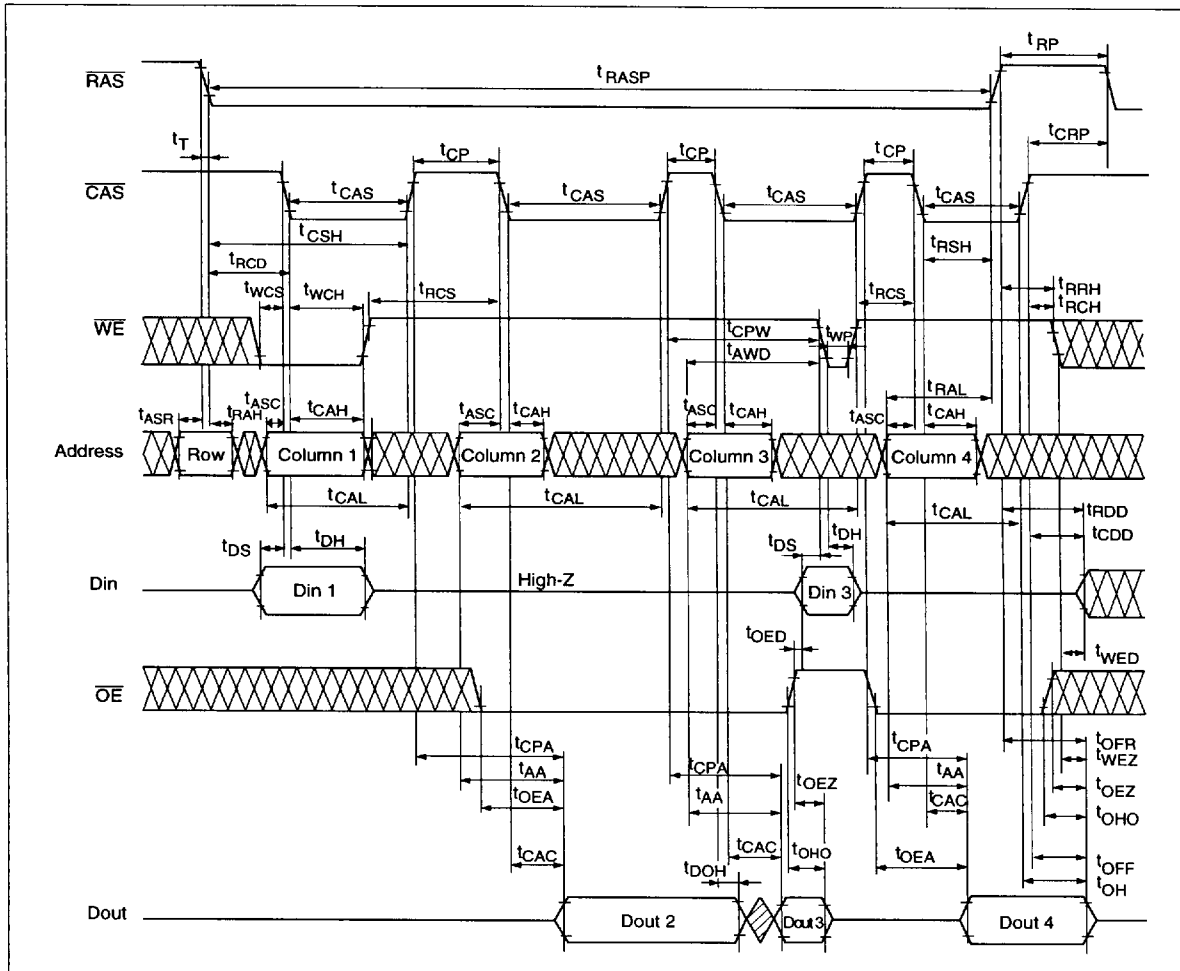 tRP
RAS
tRASP
tT
tCRP
tCP
tCP
tCP
CAS
tCAS
tCAS
tCAS
tCAS
tCSH
tRSH
tRCD
tWCS
tWCH
tRCS
tRCS
tRRH
tRCH
WE
tCPW
tWP
tAWD
tRAL
tASR
tRAH
tASC
tCAH
tASC
tCAH
tASC
tCAH
tASC
tCAH
Address
Row
Column 1
Column 2
Column 3
Column 4
tCAL
tCAL
tCAL
tCAL
tRDD
tCDD
tDS
tDH
tDS
tDH
Din
Din 1
High-Z
Din 3
tOED
tWED
OE
tCPA
tCPA
tCPA
tOFR
tWEZ
tAA
tAA
tAA
tOEZ
tOEZ
tOEA
tCAC
tOHO
tCAC
tCAC
tOHO
tOEA
tOFF
tDOH
tOH
Dout
Dout 2
Dout 3
Dout 4